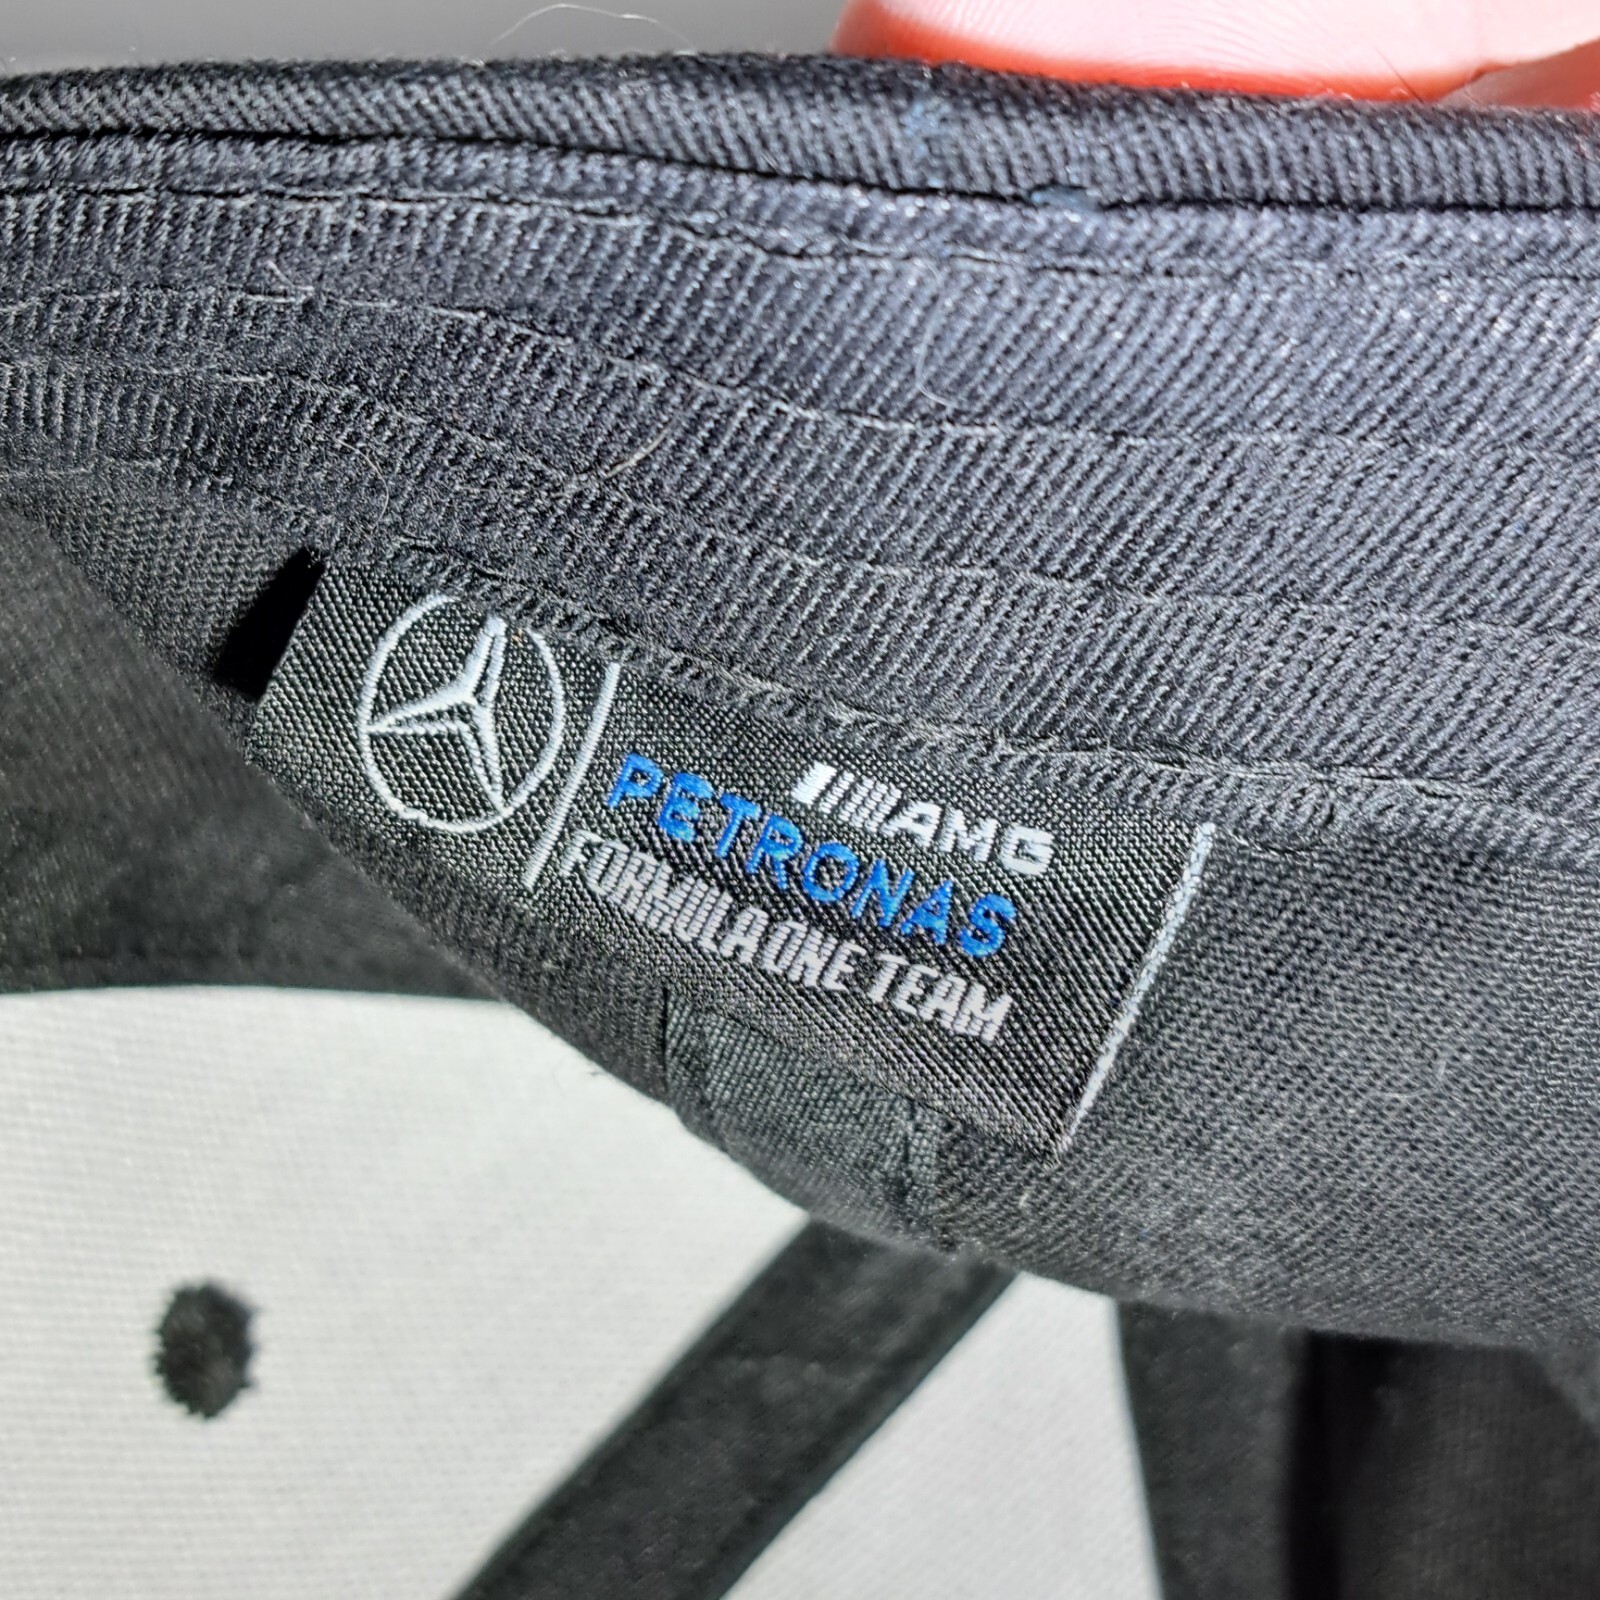 AMG
PETRONAS
FORMULA ONE TEAM